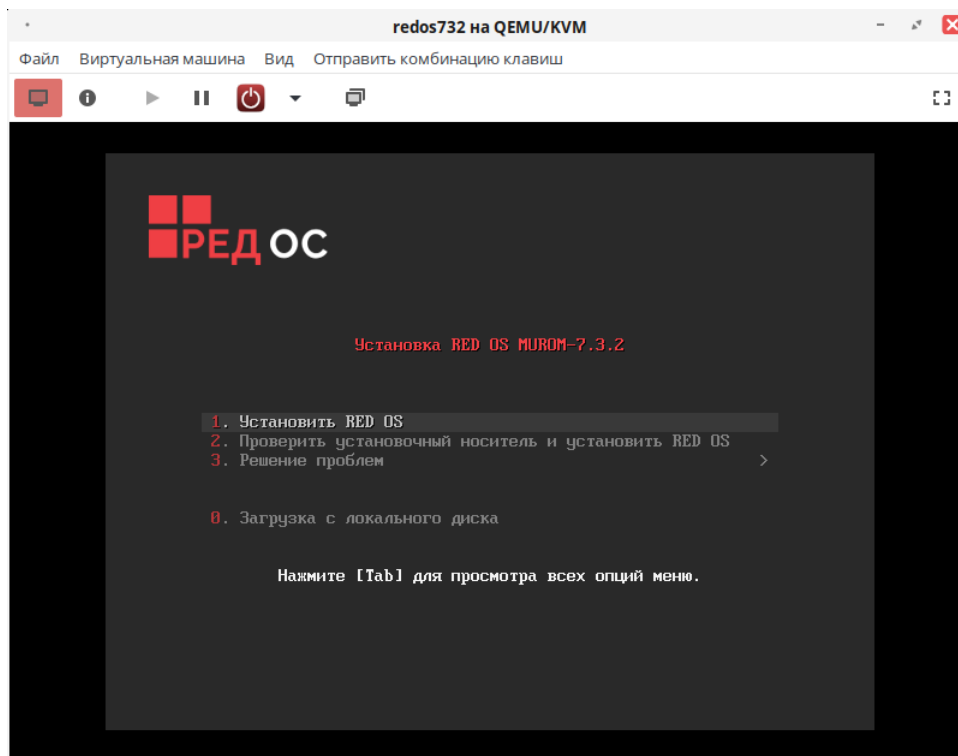 redos732 на QEMU/KVM
Файл Виртуальная машина Вид Отправить комбинацию клавиш
РЕД ОС
Установка RED OS MUROM-7.3.2
1. Установить RED OS
2. Проверить установочный носитель и установить RED OS
3. Решение проблем >
0. Загрузка с локального диска
Нажмите [Tab] для просмотра всех опций меню.